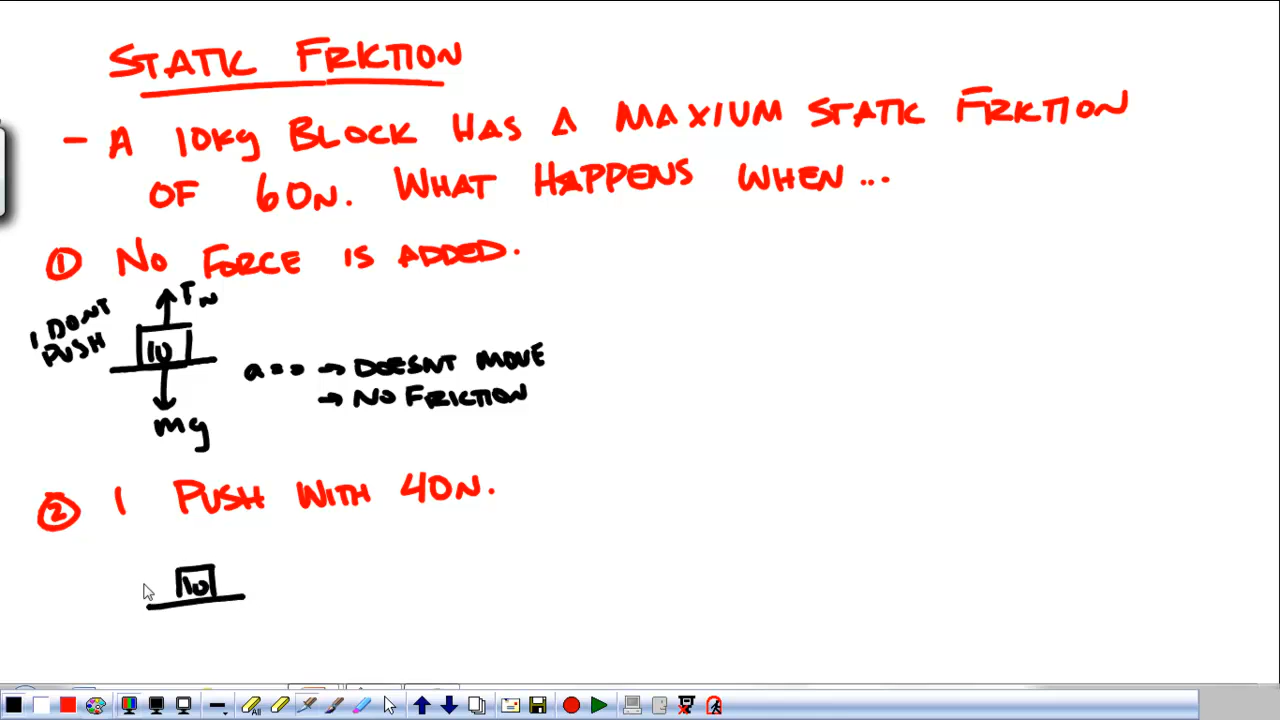 STATIC FRICTION
- A 10Kg BLOCK HAS A MAXIUM STATIC FRICTION
OF 60N. WHAT HAPPENS WHEN...
① NO FORCE IS ADDED.
FN
I DONT
PUSH
10
a=0 → DOESNT MOVE
→ NO FRICTION
mg
② I PUSH WITH 40N.
10
All